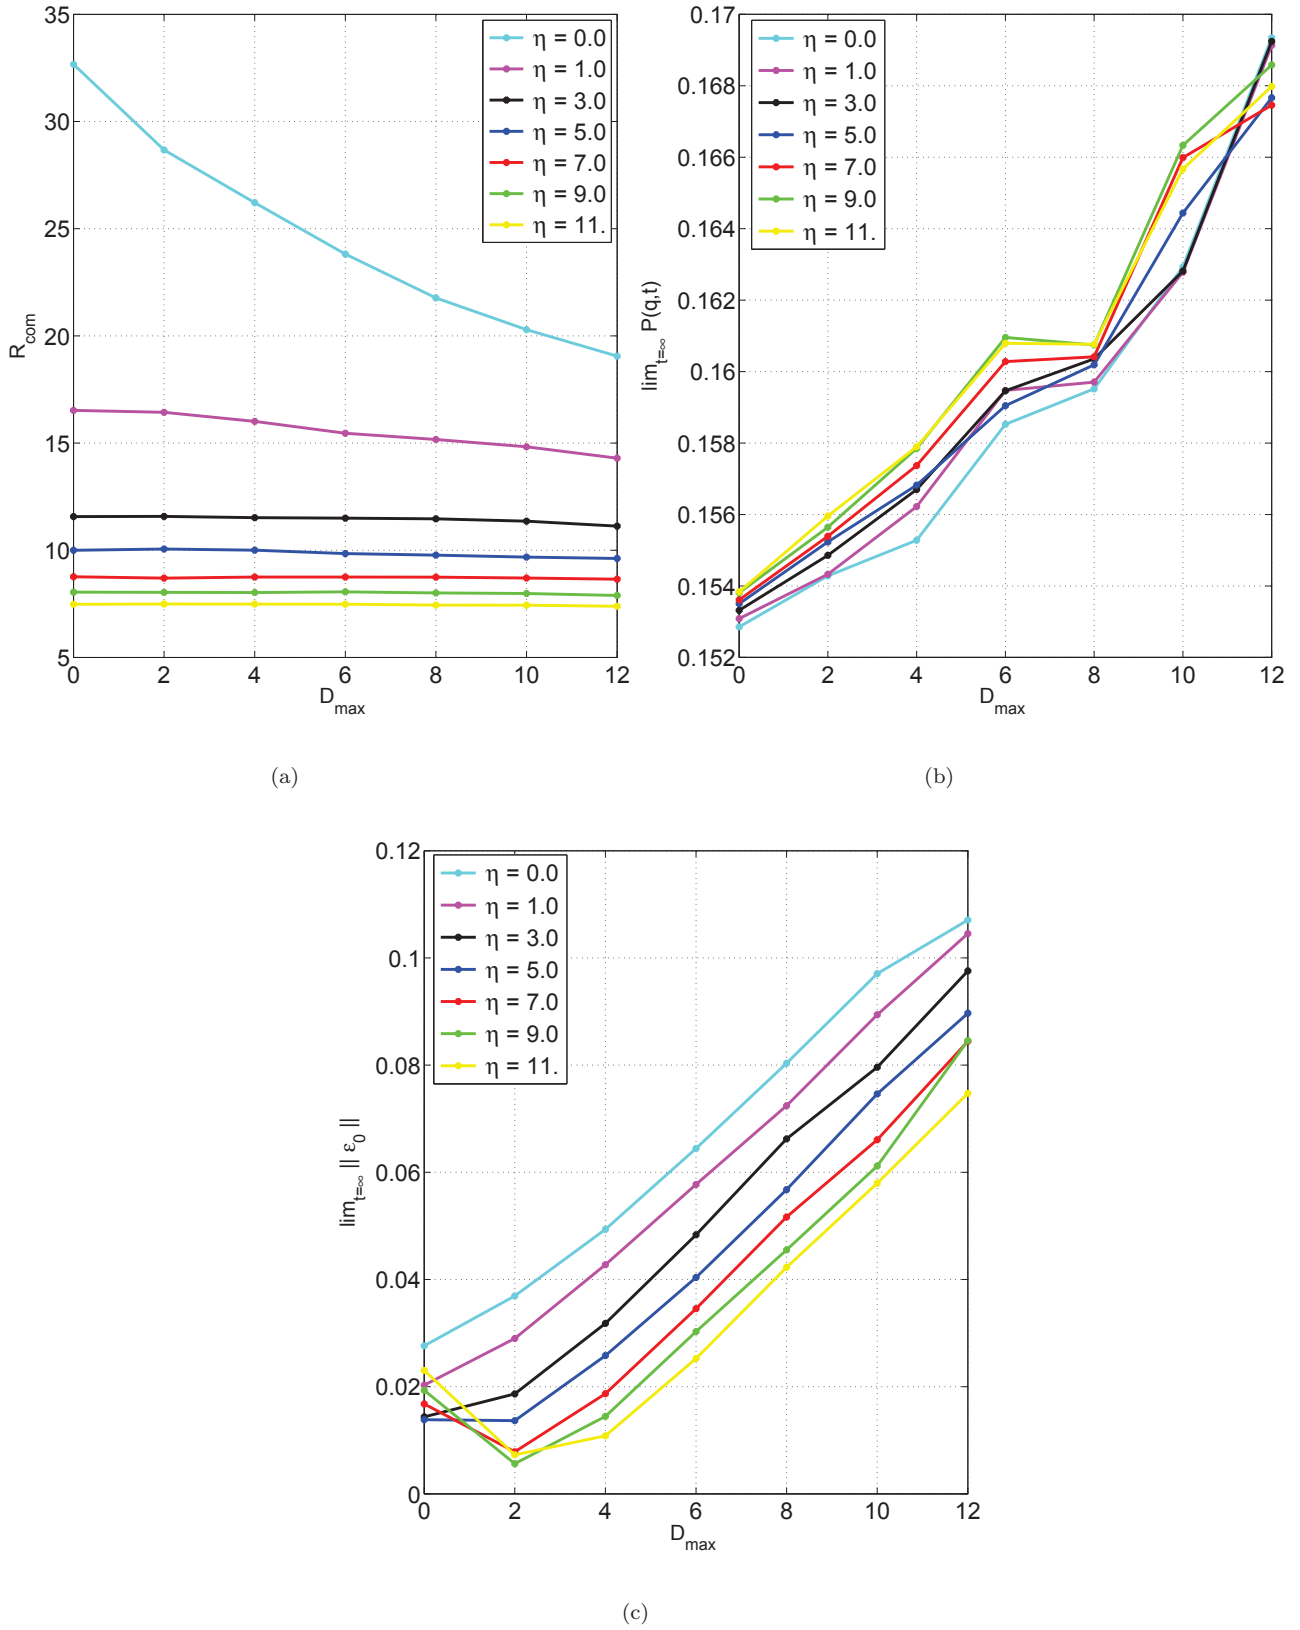 35
30
25
20
15
10
5
R_com
0 2 4 6 8 10 12
D_max
η = 0.0
η = 1.0
η = 3.0
η = 5.0
η = 7.0
η = 9.0
η = 11.
(a)
0.17
0.168
0.166
0.164
0.162
0.16
0.158
0.156
0.154
0.152
lim_{t=∞} P(q,t)
0 2 4 6 8 10 12
D_max
η = 0.0
η = 1.0
η = 3.0
η = 5.0
η = 7.0
η = 9.0
η = 11.
(b)
0.12
0.1
0.08
0.06
0.04
0.02
0
lim_{t=∞} || ε_0 ||
0 2 4 6 8 10 12
D_max
η = 0.0
η = 1.0
η = 3.0
η = 5.0
η = 7.0
η = 9.0
η = 11.
(c)